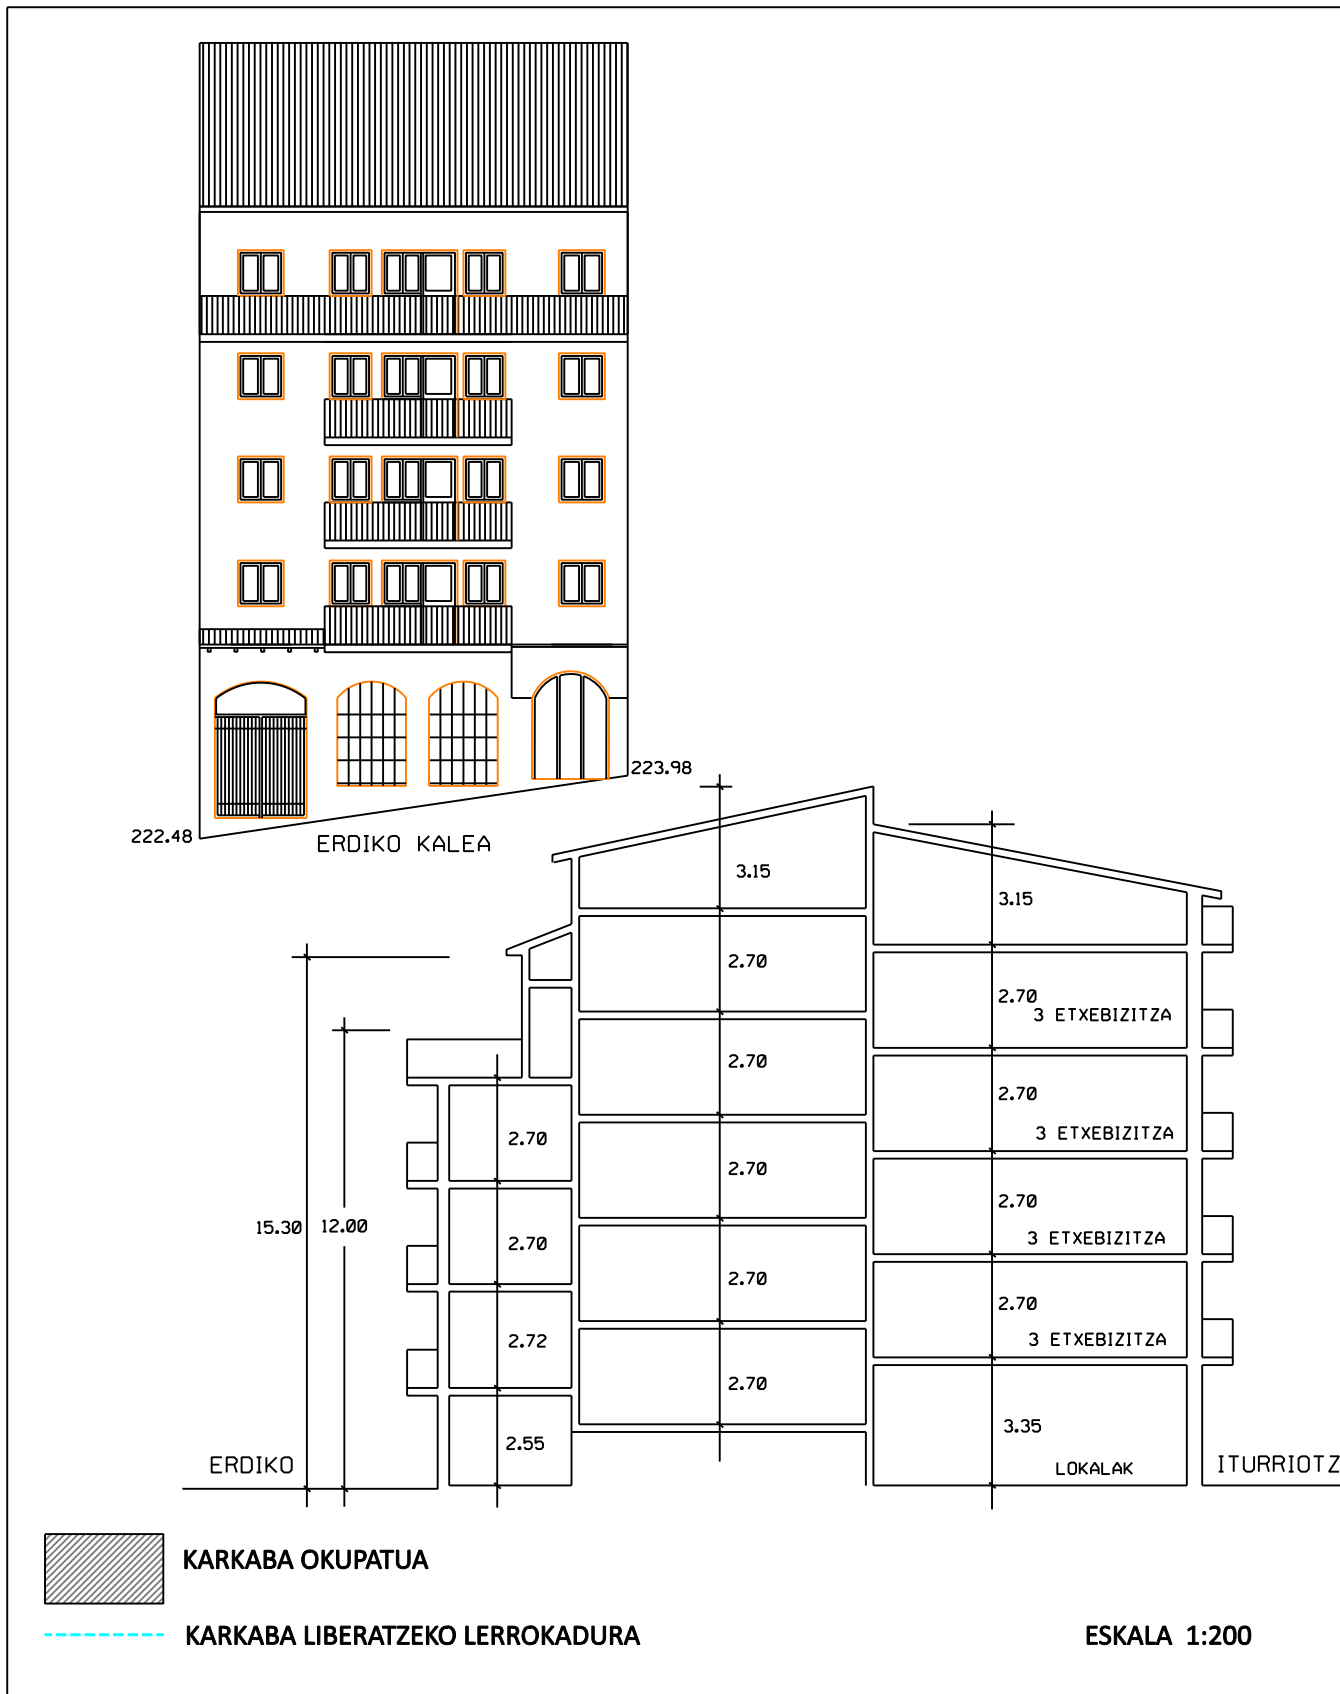 223.98
222.48
ERDIKO KALEA
3.15
3.15
2.70
2.70
3 ETXEBIZITZA
2.70
2.70
3 ETXEBIZITZA
2.70
2.70
2.70
3 ETXEBIZITZA
15.30
12.00
2.70
2.70
2.70
3 ETXEBIZITZA
2.72
2.70
3.35
2.55
ERDIKO
LOKALAK
ITURRIOTZ
KARKABA OKUPATUA
KARKABA LIBERATZEKO LERROKADURA
ESKALA 1:200